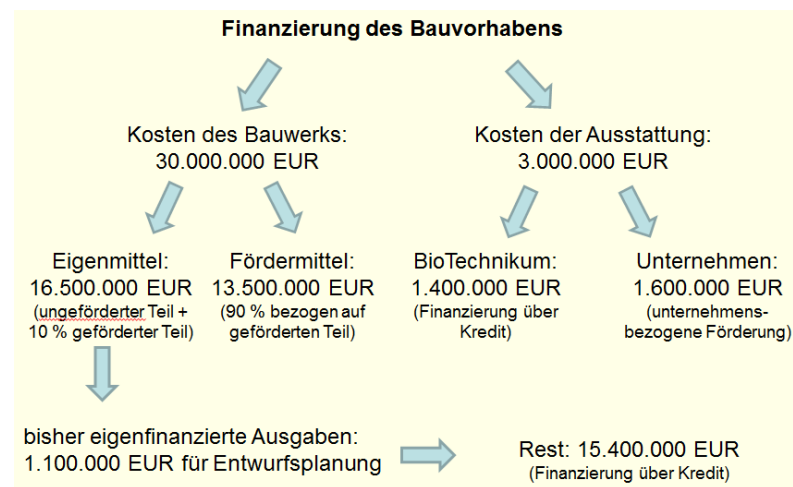 Finanzierung des Bauvorhabens
Kosten des Bauwerks:
30.000.000 EUR
Kosten der Ausstattung:
3.000.000 EUR
Eigenmittel:
16.500.000 EUR
(ungeförderter Teil +
10 % geförderter Teil)
Fördermittel:
13.500.000 EUR
(90 % bezogen auf
geförderten Teil)
BioTechnikum:
1.400.000 EUR
(Finanzierung über
Kredit)
Unternehmen:
1.600.000 EUR
(unternehmens-
bezogene Förderung)
bisher eigenfinanzierte Ausgaben:
1.100.000 EUR für Entwurfsplanung
Rest: 15.400.000 EUR
(Finanzierung über Kredit)